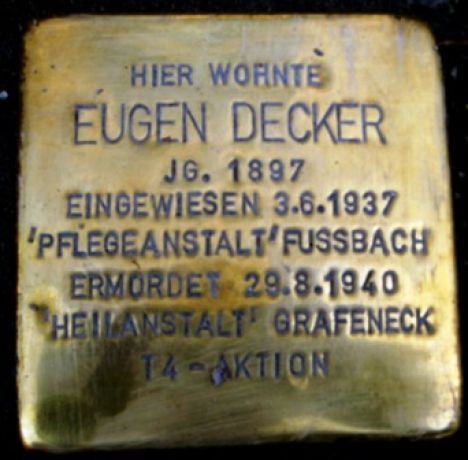 HIER WOHNTE
EUGEN DECKER
JG. 1897
EINGEWIESEN 3.6.1937
'PFLEGEANSTALT' FUSSBACH
ERMORDET 29.8.1940
'HEILANSTALT' GRAFENECK
T4-AKTION